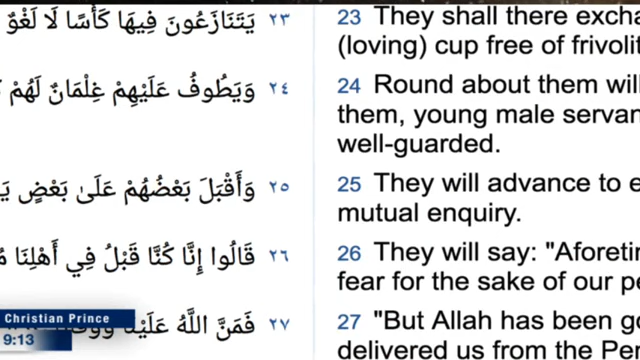 ٢٣ يَتَنَازَعُونَ فِيهَا كَأْسًا لَا لَغْوٌ
23 They shall there excha
(loving) cup free of frivolit
٢٤ وَيَطُوفُ عَلَيْهِمْ غِلْمَانٌ لَهُمْ
24 Round about them will
them, young male servan
well-guarded.
٢٥ وَأَقْبَلَ بَعْضُهُمْ عَلَىٰ بَعْضٍ يَ
25 They will advance to e
mutual enquiry.
٢٦ قَالُوا إِنَّا كُنَّا قَبْلُ فِي أَهْلِنَا مُ
26 They will say: "Aforetim
fear for the sake of our pe
٢٧ فَمَنَّ اللَّهُ عَلَيْنَا
27 "But Allah has been go
delivered us from the Pen
Christian Prince
9:13